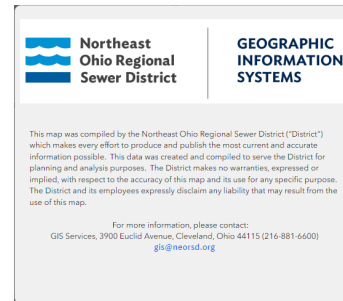 Northeast
Ohio Regional
Sewer District
GEOGRAPHIC
INFORMATION
SYSTEMS
This map was compiled by the Northeast Ohio Regional Sewer District ("District")
which makes every effort to produce and publish the most current and accurate
information possible. This data was created and compiled to serve the District for
planning and analysis purposes. The District makes no warranties, expressed or
implied, with respect to the accuracy of this map and its use for any specific purpose.
The District and its employees expressly disclaim any liability that may result from the
use of this map.
For more information, please contact:
GIS Services, 3900 Euclid Avenue, Cleveland, Ohio 44115 (216-881-6600)
gis@neorsd.org